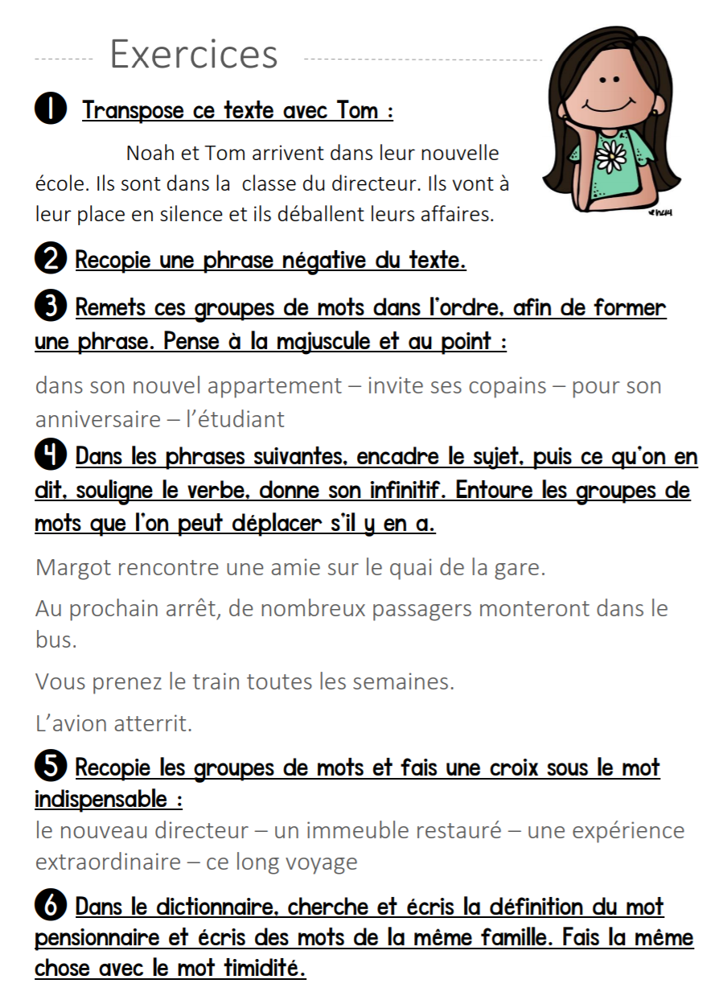 Exercices
1 Transpose ce texte avec Tom :
Noah et Tom arrivent dans leur nouvelle
école. Ils sont dans la classe du directeur. Ils vont à
leur place en silence et ils déballent leurs affaires.
2 Recopie une phrase négative du texte.
3 Remets ces groupes de mots dans l'ordre, afin de former
une phrase. Pense à la majuscule et au point :
dans son nouvel appartement – invite ses copains – pour son
anniversaire – l'étudiant
4 Dans les phrases suivantes, encadre le sujet, puis ce qu'on en
dit, souligne le verbe, donne son infinitif. Entoure les groupes de
mots que l'on peut déplacer s'il y en a.
Margot rencontre une amie sur le quai de la gare.
Au prochain arrêt, de nombreux passagers monteront dans le
bus.
Vous prenez le train toutes les semaines.
L'avion atterrit.
5 Recopie les groupes de mots et fais une croix sous le mot
indispensable :
le nouveau directeur – un immeuble restauré – une expérience
extraordinaire – ce long voyage
6 Dans le dictionnaire, cherche et écris la définition du mot
pensionnaire et écris des mots de la même famille. Fais la même
chose avec le mot timidité.